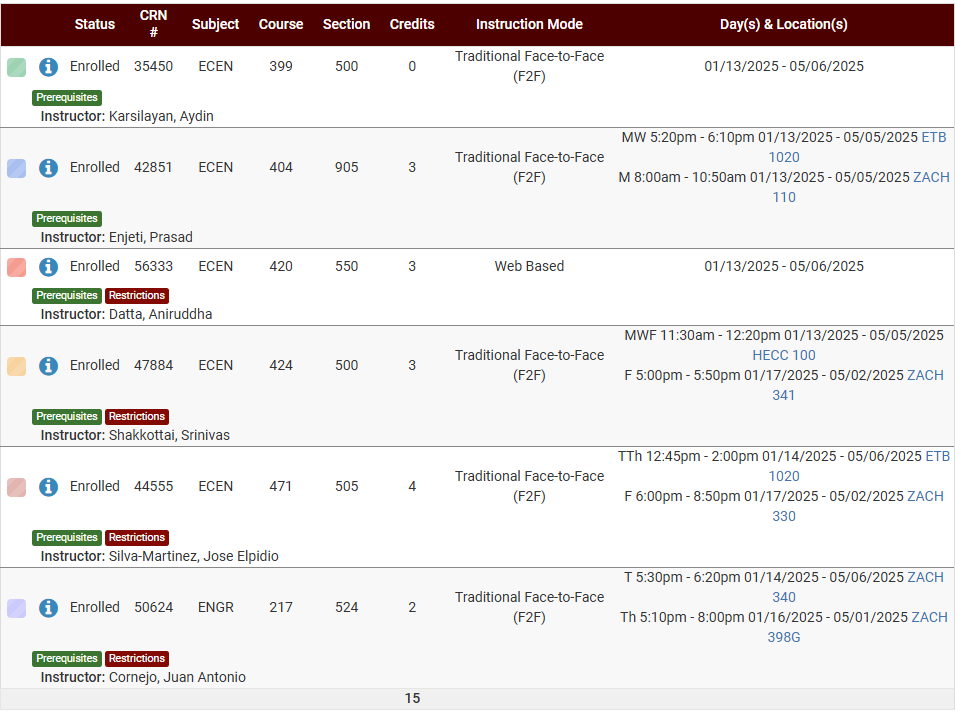 Status CRN # Subject Course Section Credits Instruction Mode Day(s) & Location(s)
Enrolled 35450 ECEN 399 500 0 Traditional Face-to-Face (F2F) 01/13/2025 - 05/06/2025
Prerequisites
Instructor: Karsilayan, Aydin
Enrolled 42851 ECEN 404 905 3 Traditional Face-to-Face (F2F) MW 5:20pm - 6:10pm 01/13/2025 - 05/05/2025 ETB
1020
M 8:00am - 10:50am 01/13/2025 - 05/05/2025 ZACH
110
Prerequisites
Instructor: Enjeti, Prasad
Enrolled 56333 ECEN 420 550 3 Web Based 01/13/2025 - 05/06/2025
Prerequisites Restrictions
Instructor: Datta, Aniruddha
Enrolled 47884 ECEN 424 500 3 Traditional Face-to-Face (F2F) MWF 11:30am - 12:20pm 01/13/2025 - 05/05/2025
HECC 100
F 5:00pm - 5:50pm 01/17/2025 - 05/02/2025 ZACH
341
Prerequisites Restrictions
Instructor: Shakkottai, Srinivas
Enrolled 44555 ECEN 471 505 4 Traditional Face-to-Face (F2F) TTh 12:45pm - 2:00pm 01/14/2025 - 05/06/2025 ETB
1020
F 6:00pm - 8:50pm 01/17/2025 - 05/02/2025 ZACH
330
Prerequisites Restrictions
Instructor: Silva-Martinez, Jose Elpidio
Enrolled 50624 ENGR 217 524 2 Traditional Face-to-Face (F2F) T 5:30pm - 6:20pm 01/14/2025 - 05/06/2025 ZACH
340
Th 5:10pm - 8:00pm 01/16/2025 - 05/01/2025 ZACH
398G
Prerequisites Restrictions
Instructor: Cornejo, Juan Antonio
15